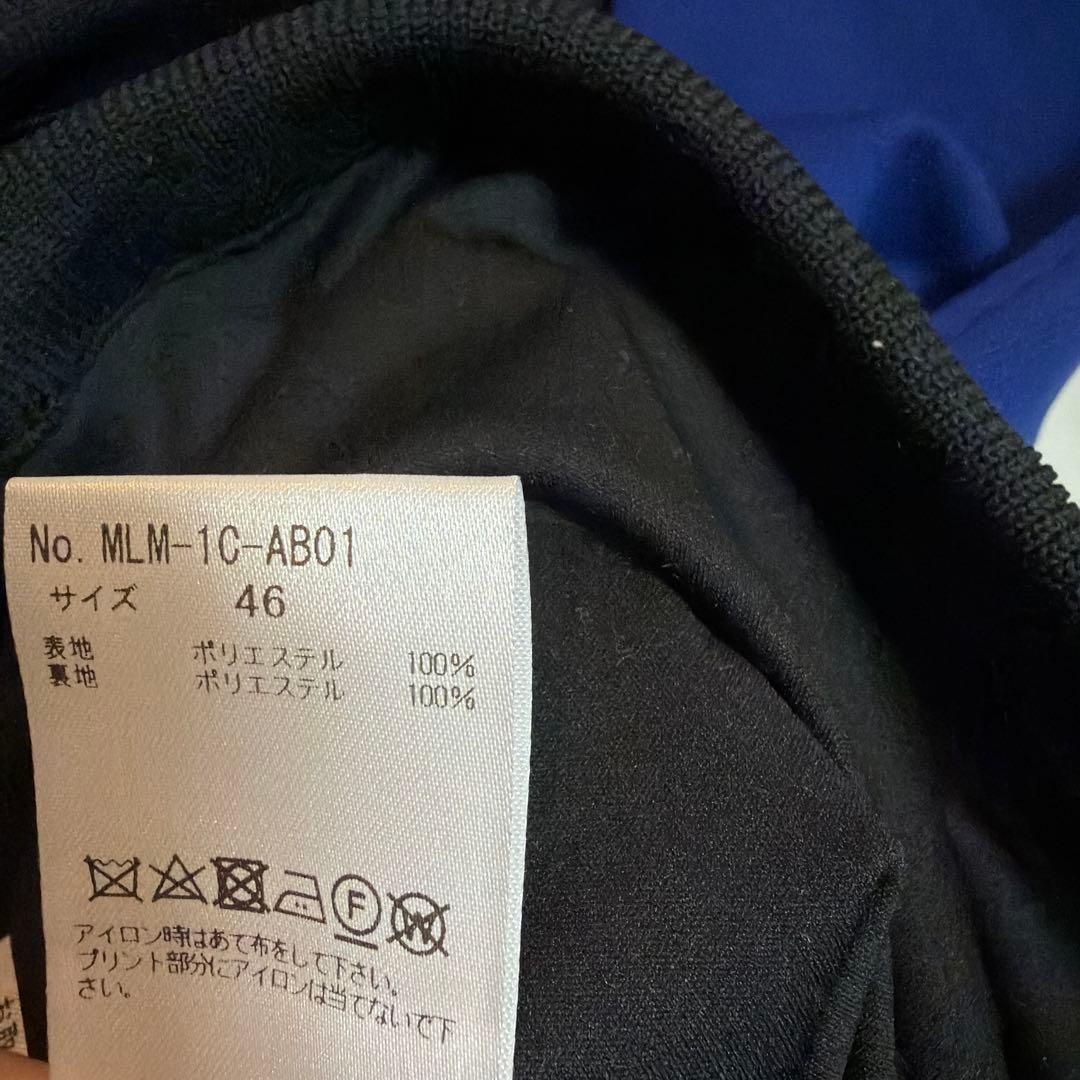 No. MLM-1C-AB01
サイズ 46
表地 ポリエステル 100%
裏地 ポリエステル 100%
F W
アイロン時はあて布をして下さい。
プリント部分にアイロンは当てないで下
さい。